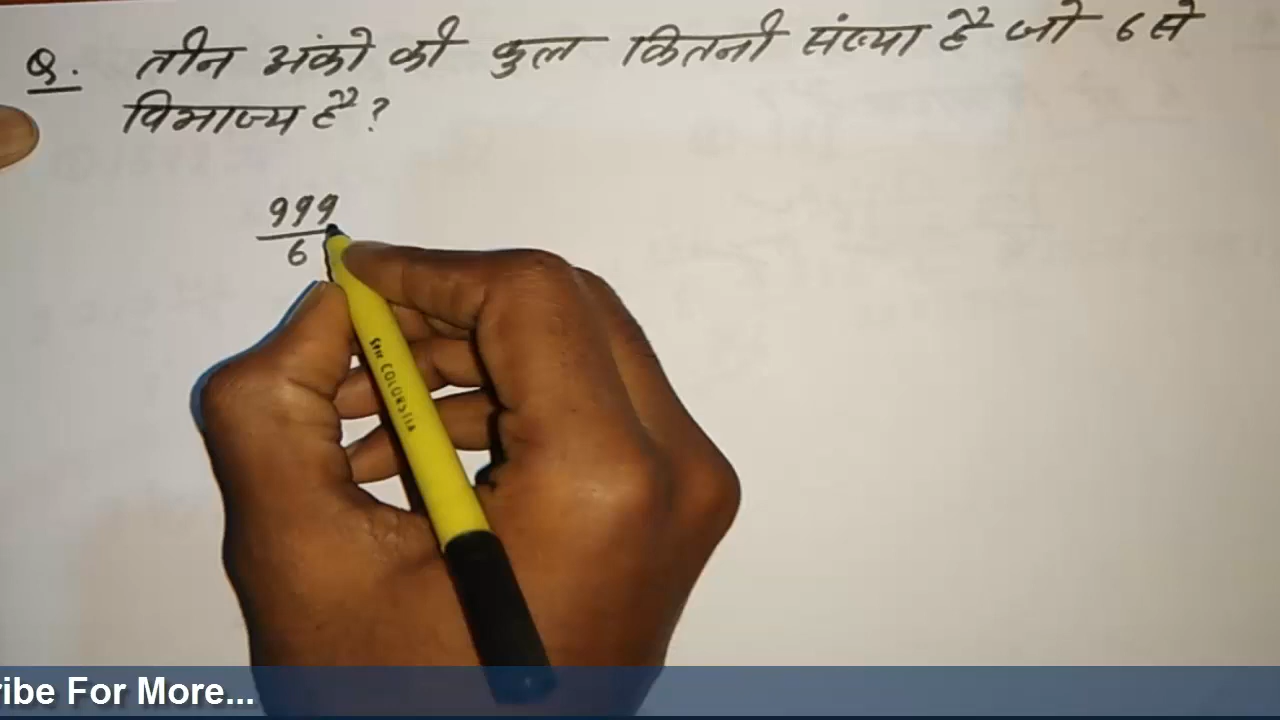 Q. तीन अंको की कुल कितनी संख्या है जो 6 से
विभाज्य है?
999
6
ribe For More...